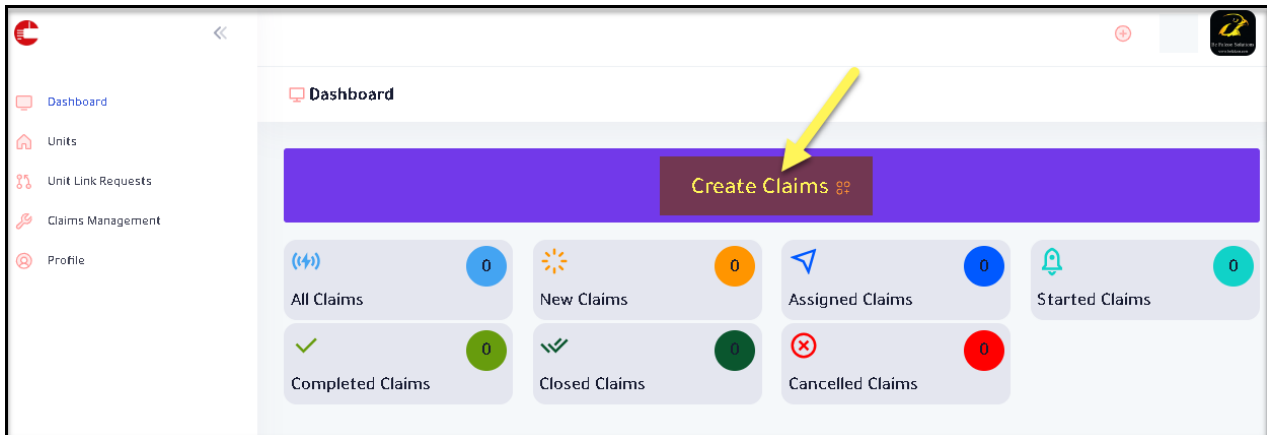 Dashboard
Units
Unit Link Requests
Claims Management
Profile
Dashboard
Create Claims
0
All Claims
0
New Claims
0
Assigned Claims
0
Started Claims
0
Completed Claims
0
Closed Claims
0
Cancelled Claims